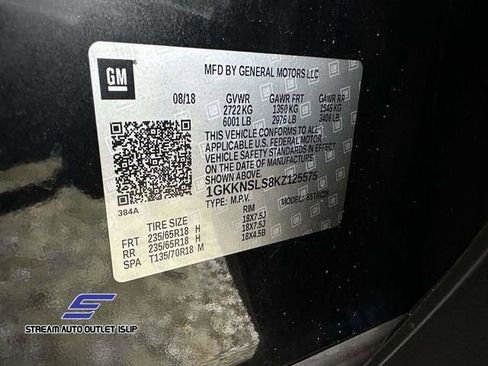 GM
MFD BY GENERAL MOTORS LLC
08/18 GVWR GAWR FRT GAWR RR
2722 KG 1350 KG 1545 KG
6001 LB 2976 LB 3406 LB
THIS VEHICLE CONFORMS TO ALL
APPLICABLE U.S. FEDERAL MOTOR
VEHICLE SAFETY
STANDARDS IN EFFECT ON THE
DATE OF MANUFACTURE
SHOWN ABOVE.
1GKKNSLS8KZ125575
TYPE: M.P.V. MODEL:
384A
TIRE SIZE RIM
FRT 235/65R18 H 18X7.5J
RR 235/65R18 H 18X7.5J
SPA T135/70R18 M 18X4.5B
STREAM AUTO OUTLET ISLIP